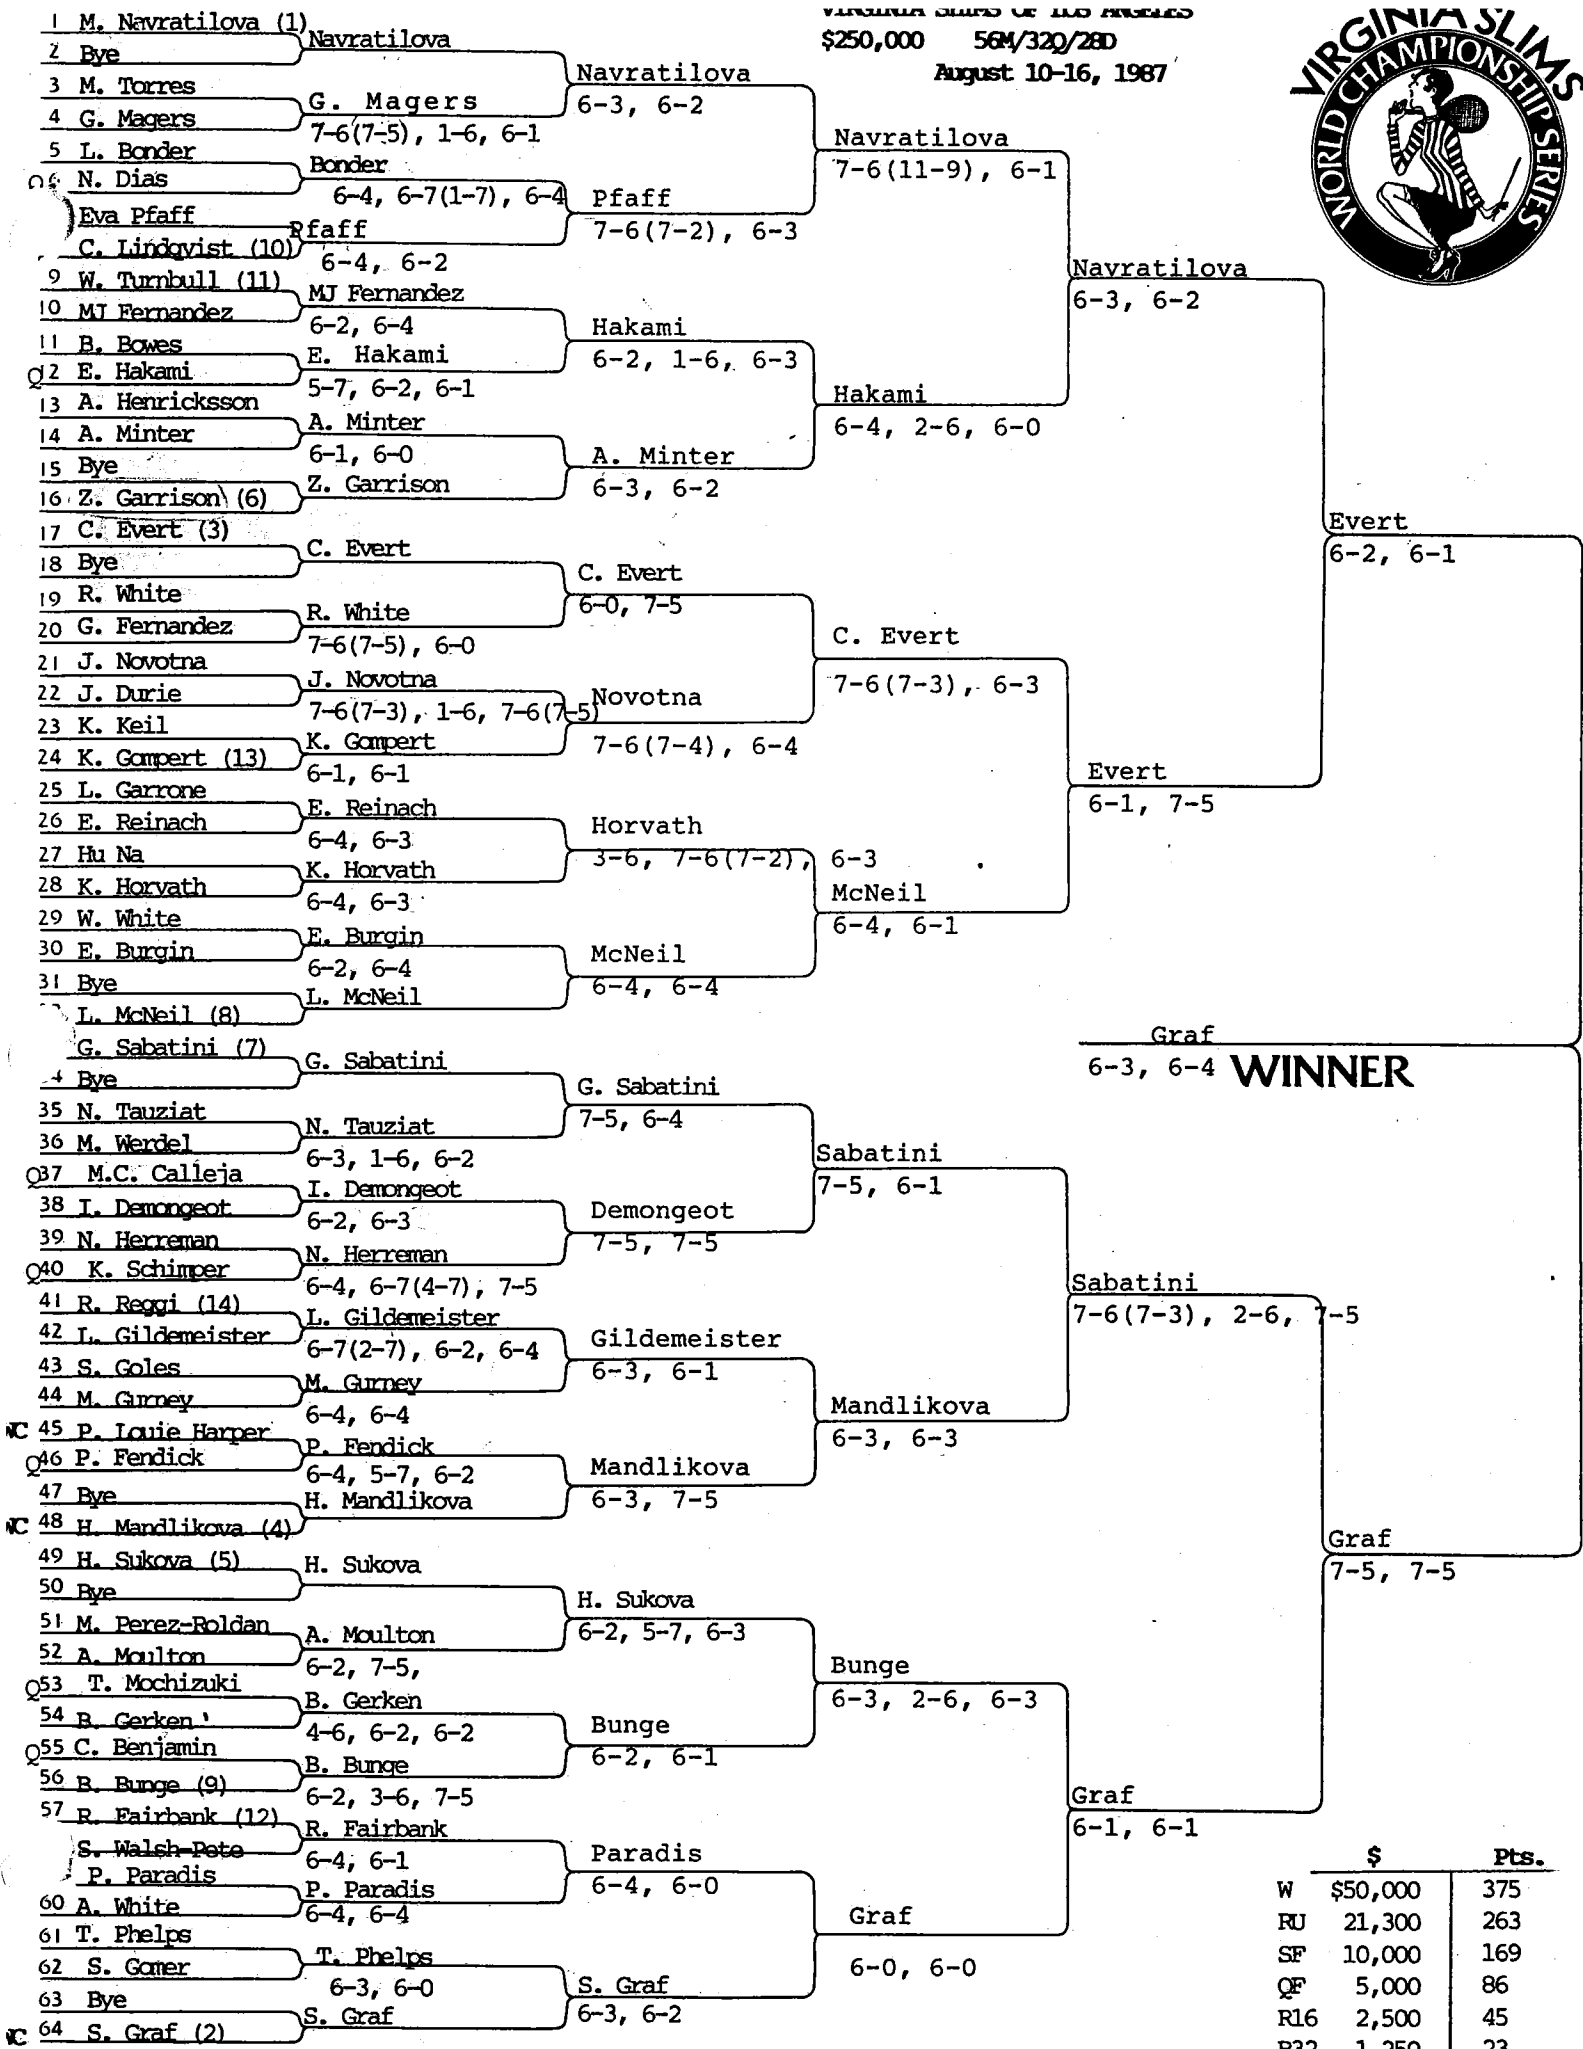 VIRGINIA SLIMS OF LOS ANGELES
$250,000 56M/32Q/28D
August 10-16, 1987
VIRGINIA SLIMS
WORLD CHAMPIONSHIP SERIES
1 M. Navratilova (1)
2 Bye
3 M. Torres
4 G. Magers
5 L. Bonder
N. Dias
Eva Pfaff
C. Lindqvist (10)
9 W. Turnbull (11)
10 MJ Fernandez
11 B. Bowes
Q12 E. Hakami
13 A. Henricksson
14 A. Minter
15 Bye
16 Z. Garrison (6)
17 C. Evert (3)
18 Bye
19 R. White
20 G. Fernandez
21 J. Novotna
22 J. Durie
23 K. Keil
24 K. Gompert (13)
25 L. Garrone
26 E. Reinach
27 Hu Na
28 K. Horvath
29 W. White
30 E. Burgin
31 Bye
L. McNeil (8)
G. Sabatini (7)
4 Bye
35 N. Tauziat
36 M. Werdel
Q37 M.C. Calleja
38 I. Demongeot
39 N. Herreman
Q40 K. Schimper
41 R. Reggi (14)
42 L. Gildemeister
43 S. Goles
44 M. Gurney
WC 45 P. Louie Harper
Q46 P. Fendick
47 Bye
WC 48 H. Mandlikova (4)
49 H. Sukova (5)
50 Bye
51 M. Perez-Roldan
52 A. Moulton
Q53 T. Mochizuki
54 B. Gerken
Q55 C. Benjamin
56 B. Bunge (9)
57 R. Fairbank (12)
S. Walsh-Pete
P. Paradis
60 A. White
61 T. Phelps
62 S. Gomer
63 Bye
WC 64 S. Graf (2)
Navratilova
G. Magers
7-6(7-5), 1-6, 6-1
Bonder
6-4, 6-7(1-7), 6-4
Pfaff
6-4, 6-2
MJ Fernandez
6-2, 6-4
E. Hakami
5-7, 6-2, 6-1
A. Minter
6-1, 6-0
Z. Garrison
C. Evert
R. White
7-6(7-5), 6-0
J. Novotna
7-6(7-3), 1-6, 7-6(7-5)
K. Gompert
6-1, 6-1
E. Reinach
6-4, 6-3
K. Horvath
6-4, 6-3
E. Burgin
6-2, 6-4
L. McNeil
G. Sabatini
N. Tauziat
6-3, 1-6, 6-2
I. Demongeot
6-2, 6-3
N. Herreman
6-4, 6-7(4-7), 7-5
L. Gildemeister
6-7(2-7), 6-2, 6-4
M. Gurney
6-4, 6-4
P. Fendick
6-4, 5-7, 6-2
H. Mandlikova
H. Sukova
A. Moulton
6-2, 7-5,
B. Gerken
4-6, 6-2, 6-2
B. Bunge
6-2, 3-6, 7-5
R. Fairbank
6-4, 6-1
P. Paradis
6-4, 6-4
T. Phelps
6-3, 6-0
S. Graf
Navratilova
6-3, 6-2
Pfaff
7-6(7-2), 6-3
Hakami
6-2, 1-6, 6-3
A. Minter
6-3, 6-2
C. Evert
6-0, 7-5
Novotna
7-6(7-4), 6-4
Horvath
3-6, 7-6(7-2), 6-3
McNeil
6-4, 6-4
G. Sabatini
7-5, 6-4
Demongeot
7-5, 7-5
Gildemeister
6-3, 6-1
Mandlikova
6-3, 7-5
H. Sukova
6-2, 5-7, 6-3
Bunge
6-2, 6-1
Paradis
6-4, 6-0
S. Graf
6-3, 6-2
Navratilova
7-6(11-9), 6-1
Hakami
6-4, 2-6, 6-0
C. Evert
7-6(7-3), 6-3
McNeil
6-4, 6-1
Sabatini
7-5, 6-1
Mandlikova
6-3, 6-3
Bunge
6-3, 2-6, 6-3
Graf
6-0, 6-0
Navratilova
6-3, 6-2
Evert
6-1, 7-5
Sabatini
7-6(7-3), 2-6, 7-5
Graf
6-1, 6-1
Evert
6-2, 6-1
Graf
7-5, 7-5
Graf
6-3, 6-4 WINNER
$ Pts.
W $50,000 375
RU 21,300 263
SF 10,000 169
QF 5,000 86
R16 2,500 45
R32 1,250 23